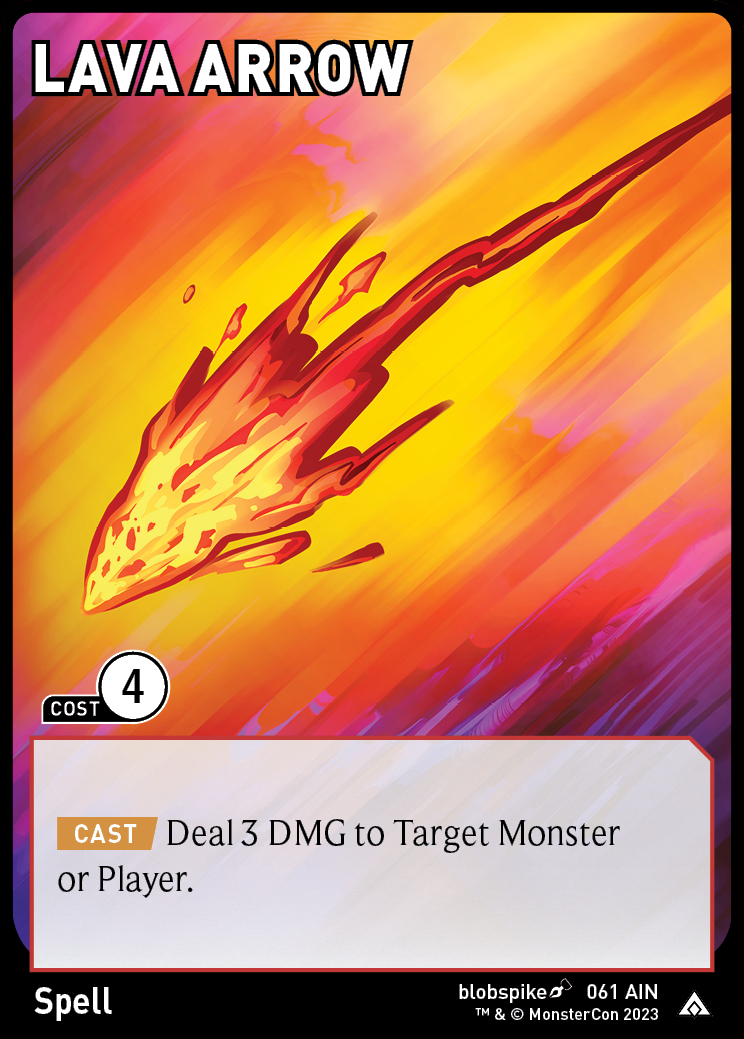 LAVA ARROW
COST 4
CAST Deal 3 DMG to Target Monster
or Player.
Spell
blobspike 061 AIN
™ & © MonsterCon 2023